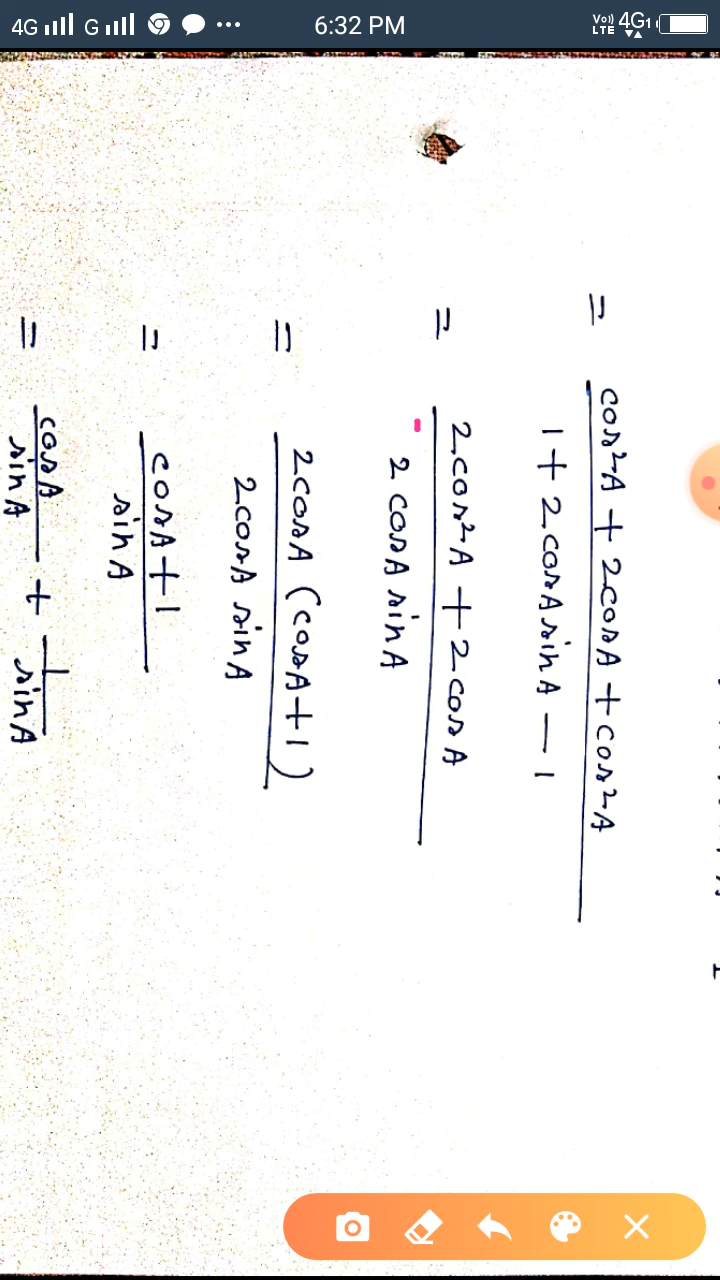 4G G ... 6:32 PM Vo)) LTE 4G1
= cos²A + 2cosA + cos²A / 1 + 2cosA sinA - 1
= 2cos²A + 2cosA / 2cosA sinA
= 2cosA (cosA+1) / 2cosA sinA
= cosA+1 / sinA
= cosA / sinA + 1 / sinA